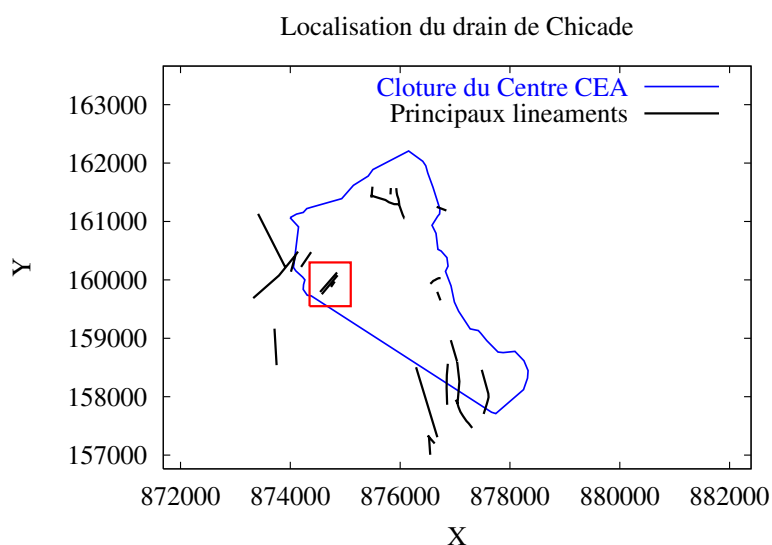 Localisation du drain de Chicade
Cloture du Centre CEA
Principaux lineaments
163000
162000
161000
160000
159000
158000
157000
Y
872000 874000 876000 878000 880000 882000
X